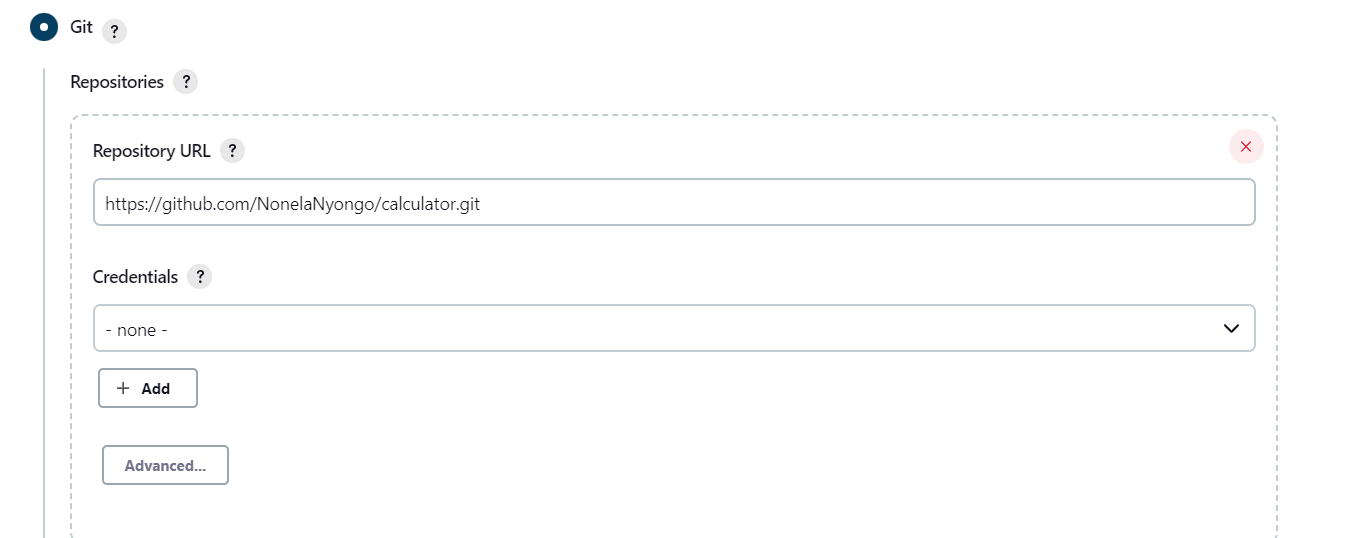 Git ?
Repositories ?
Repository URL ?
https://github.com/NonelaNyongo/calculator.git
Credentials ?
- none -
+ Add
Advanced...